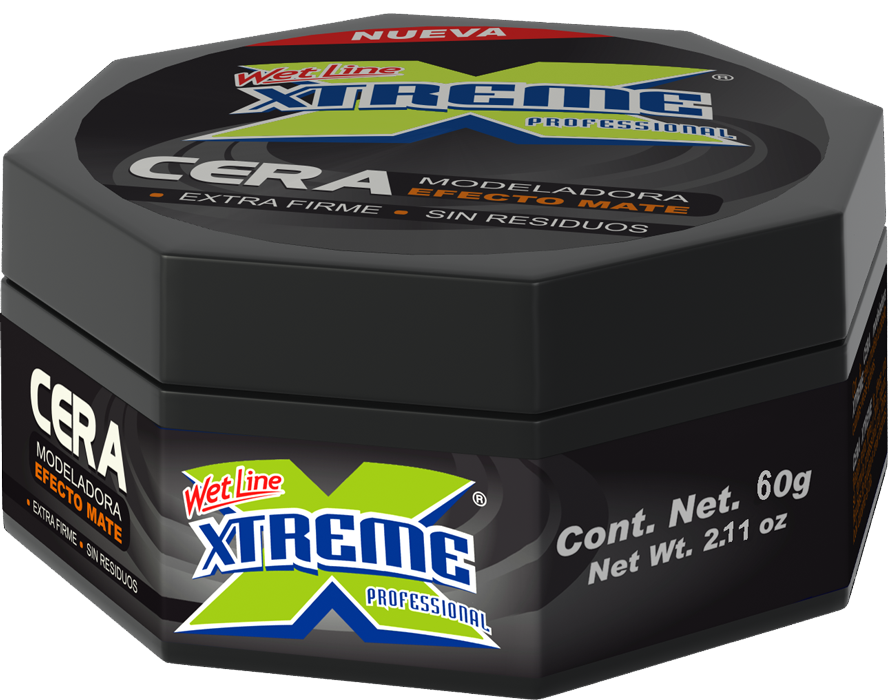 NUEVA
Wet Line
XTREME ®
PROFESSIONAL
CERA MODELADORA
EFECTO MATE
• EXTRA FIRME • SIN RESIDUOS
CERA
MODELADORA
EFECTO MATE
• EXTRA FIRME • SIN RESIDUOS
Wet Line ®
XTREME
PROFESSIONAL
Cont. Net. 60g
Net Wt. 2.11 oz